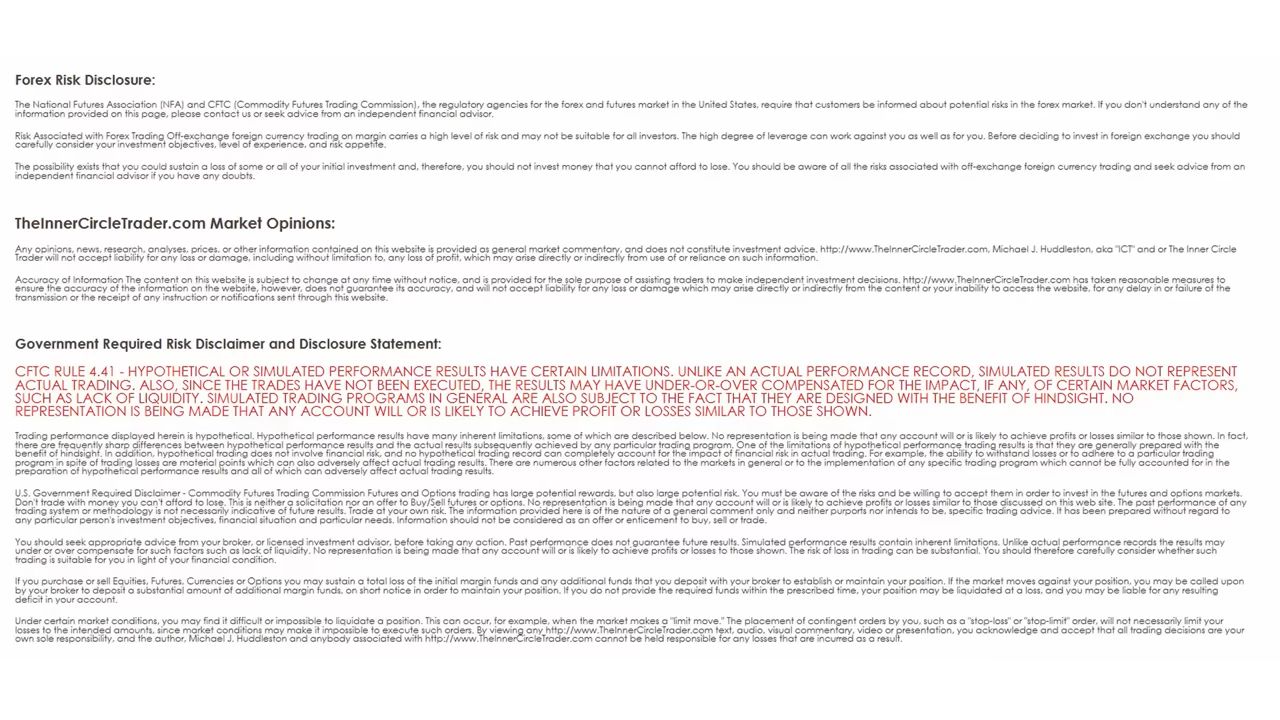 Forex Risk Disclosure:
The National Futures Association (NFA) and CFTC (Commodity Futures Trading Commission), the regulatory agencies for the forex and futures market in the United States, require that customers be informed about potential risks in the forex market. If you don't understand any of the
information provided on this page, please contact us or seek advice from an independent financial advisor.
Risk Associated with Forex Trading Off-exchange foreign currency trading on margin carries a high level of risk and may not be suitable for all investors. The high degree of leverage can work against you as well as for you. Before deciding to invest in foreign exchange you should
carefully consider your investment objectives, level of experience, and risk appetite.
The possibility exists that you could sustain a loss of some or all of your initial investment and, therefore, you should not invest money that you cannot afford to lose. You should be aware of all the risks associated with off-exchange foreign currency trading and seek advice from an
independent financial advisor if you have any doubts.
TheInnerCircleTrader.com Market Opinions:
Any opinions, news, research, analyses, prices, or other information contained on this website is provided as general market commentary, and does not constitute investment advice. http://www.TheInnerCircleTrader.com, Michael J. Huddleston, aka "ICT" and or The Inner Circle
Trader will not accept liability for any loss or damage, including without limitation to, any loss of profit, which may arise directly or indirectly from use of or reliance on such information.
Accuracy of Information The content on this website is subject to change at any time without notice, and is provided for the sole purpose of assisting traders to make independent investment decisions. http://www.TheInnerCircleTrader.com has taken reasonable measures to
ensure the accuracy of the information on the website, however, does not guarantee its accuracy, and will not accept liability for any loss or damage which may arise directly or indirectly from the content or your inability to access the website, for any delay in or failure of the
transmission or the receipt of any instruction or notifications sent through this website.
Government Required Risk Disclaimer and Disclosure Statement:
CFTC RULE 4.41 - HYPOTHETICAL OR SIMULATED PERFORMANCE RESULTS HAVE CERTAIN LIMITATIONS. UNLIKE AN ACTUAL PERFORMANCE RECORD, SIMULATED RESULTS DO NOT REPRESENT
ACTUAL TRADING. ALSO, SINCE THE TRADES HAVE NOT BEEN EXECUTED, THE RESULTS MAY HAVE UNDER-OR-OVER COMPENSATED FOR THE IMPACT, IF ANY, OF CERTAIN MARKET FACTORS,
SUCH AS LACK OF LIQUIDITY. SIMULATED TRADING PROGRAMS IN GENERAL ARE ALSO SUBJECT TO THE FACT THAT THEY ARE DESIGNED WITH THE BENEFIT OF HINDSIGHT. NO
REPRESENTATION IS BEING MADE THAT ANY ACCOUNT WILL OR IS LIKELY TO ACHIEVE PROFIT OR LOSSES SIMILAR TO THOSE SHOWN.
Trading performance displayed herein is hypothetical. Hypothetical performance results have many inherent limitations, some of which are described below. No representation is being made that any account will or is likely to achieve profits or losses similar to those shown. In fact,
there are frequently sharp differences between hypothetical performance results and the actual results subsequently achieved by any particular trading program. One of the limitations of hypothetical performance trading results is that they are generally prepared with the
benefit of hindsight. In addition, hypothetical trading does not involve financial risk, and no hypothetical trading record can completely account for the impact of financial risk in actual trading. For example, the ability to withstand losses or to adhere to a particular trading
program in spite of trading losses are material points which can also adversely affect actual trading results. There are numerous other factors related to the markets in general or to the implementation of any specific trading program which cannot be fully accounted for in the
preparation of hypothetical performance results and all of which can adversely affect actual trading results.
U.S. Government Required Disclaimer - Commodity Futures Trading Commission Futures and Options trading has large potential rewards, but also large potential risk. You must be aware of the risks and be willing to accept them in order to invest in the futures and options markets.
Don't trade with money you can't afford to lose. This is neither a solicitation nor an offer to Buy/Sell futures or options. No representation is being made that any account will or is likely to achieve profits or losses similar to those discussed on this web site. The past performance of any
trading system or methodology is not necessarily indicative of future results. Trade at your own risk. The information provided here is of the nature of a general comment only and neither purports nor intends to be, specific trading advice. It has been prepared without regard to
any particular person's investment objectives, financial situation and particular needs. Information should not be considered as an offer or enticement to buy, sell or trade.
You should seek appropriate advice from your broker, or licensed investment advisor, before taking any action. Past performance does not guarantee future results. Simulated performance results contain inherent limitations. Unlike actual performance records the results may
under or over compensate for such factors such as lack of liquidity. No representation is being made that any account will or is likely to achieve profits or losses to those shown. The risk of loss in trading can be substantial. You should therefore carefully consider whether such
trading is suitable for you in light of your financial condition.
If you purchase or sell Equities, Futures, Currencies or Options you may sustain a total loss of the initial margin funds and any additional funds that you deposit with your broker to establish or maintain your position. If the market moves against your position, you may be called upon
by your broker to deposit a substantial amount of additional margin funds, on short notice in order to maintain your position. If you do not provide the required funds within the prescribed time, your position may be liquidated at a loss, and you may be liable for any resulting
deficit in your account.
Under certain market conditions, you may find it difficult or impossible to liquidate a position. This can occur, for example, when the market makes a "limit move." The placement of contingent orders by you, such as a "stop-loss" or "stop-limit" order, will not necessarily limit your
losses to the intended amounts, since market conditions may make it impossible to execute such orders. By viewing any http://www.TheInnerCircleTrader.com text, audio, visual commentary, video or presentation, you acknowledge and accept that all trading decisions are your
own sole responsibility, and the author, Michael J. Huddleston and anybody associated with http://www.TheInnerCircleTrader.com cannot be held responsible for any losses that are incurred as a result.